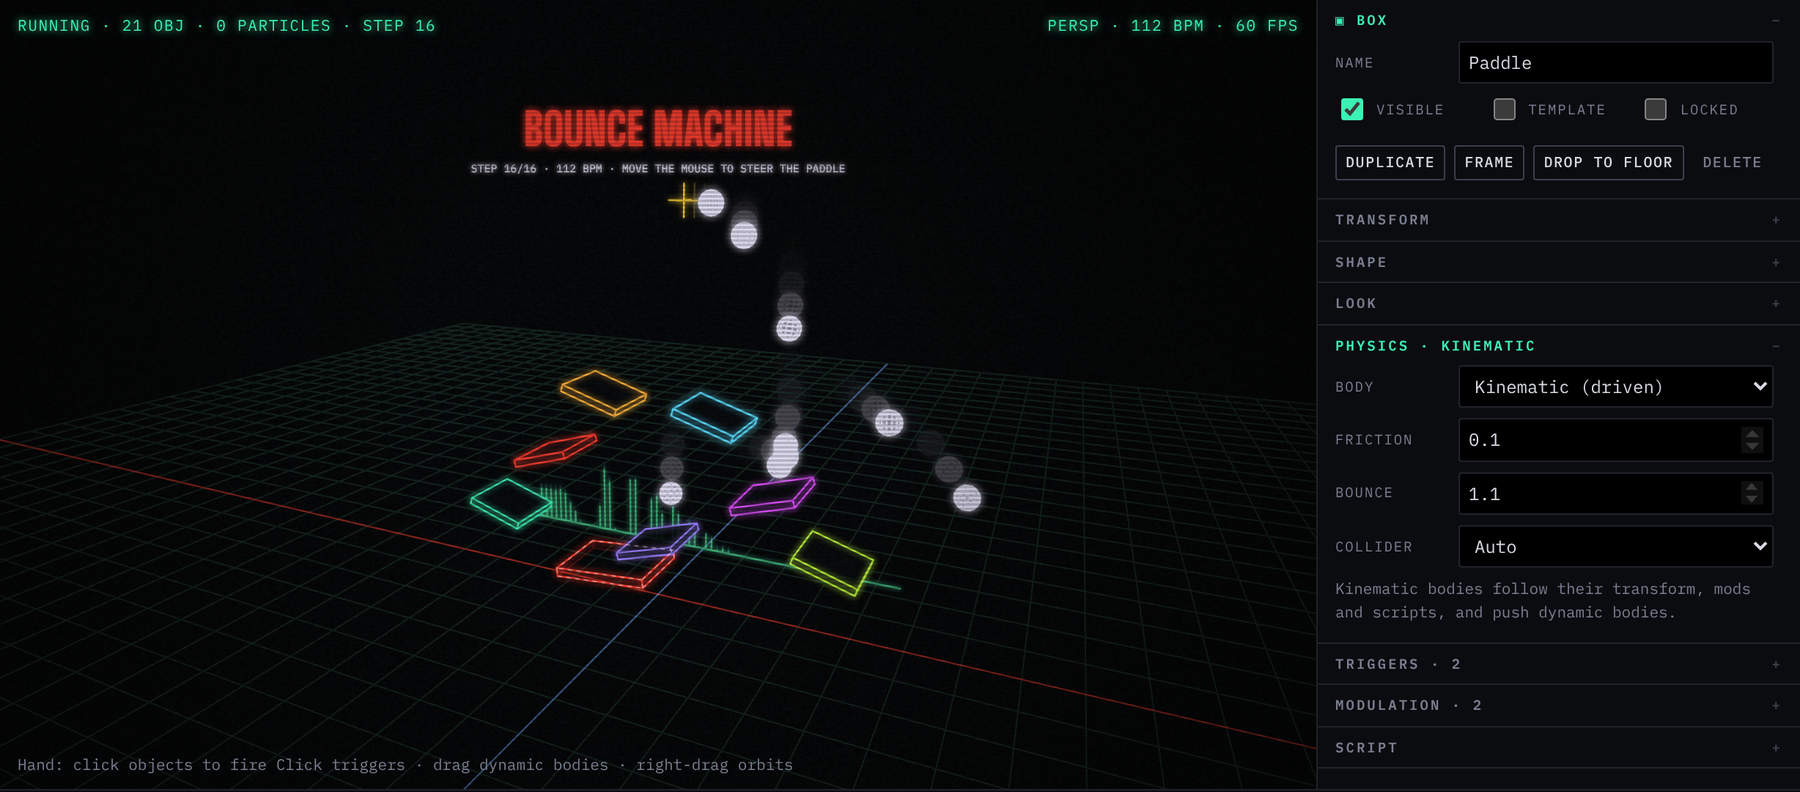 RUNNING · 21 OBJ · 0 PARTICLES · STEP 16
PERSP · 112 BPM · 60 FPS
BOUNCE MACHINE
STEP 16/16 · 112 BPM · MOVE THE MOUSE TO STEER THE PADDLE
Hand: click objects to fire Click triggers · drag dynamic bodies · right-drag orbits
BOX
NAME
Paddle
VISIBLE
TEMPLATE
LOCKED
DUPLICATE
FRAME
DROP TO FLOOR
DELETE
TRANSFORM
SHAPE
LOOK
PHYSICS · KINEMATIC
BODY
Kinematic (driven)
FRICTION
0.1
BOUNCE
1.1
COLLIDER
Auto
Kinematic bodies follow their transform, mods
and scripts, and push dynamic bodies.
TRIGGERS · 2
MODULATION · 2
SCRIPT